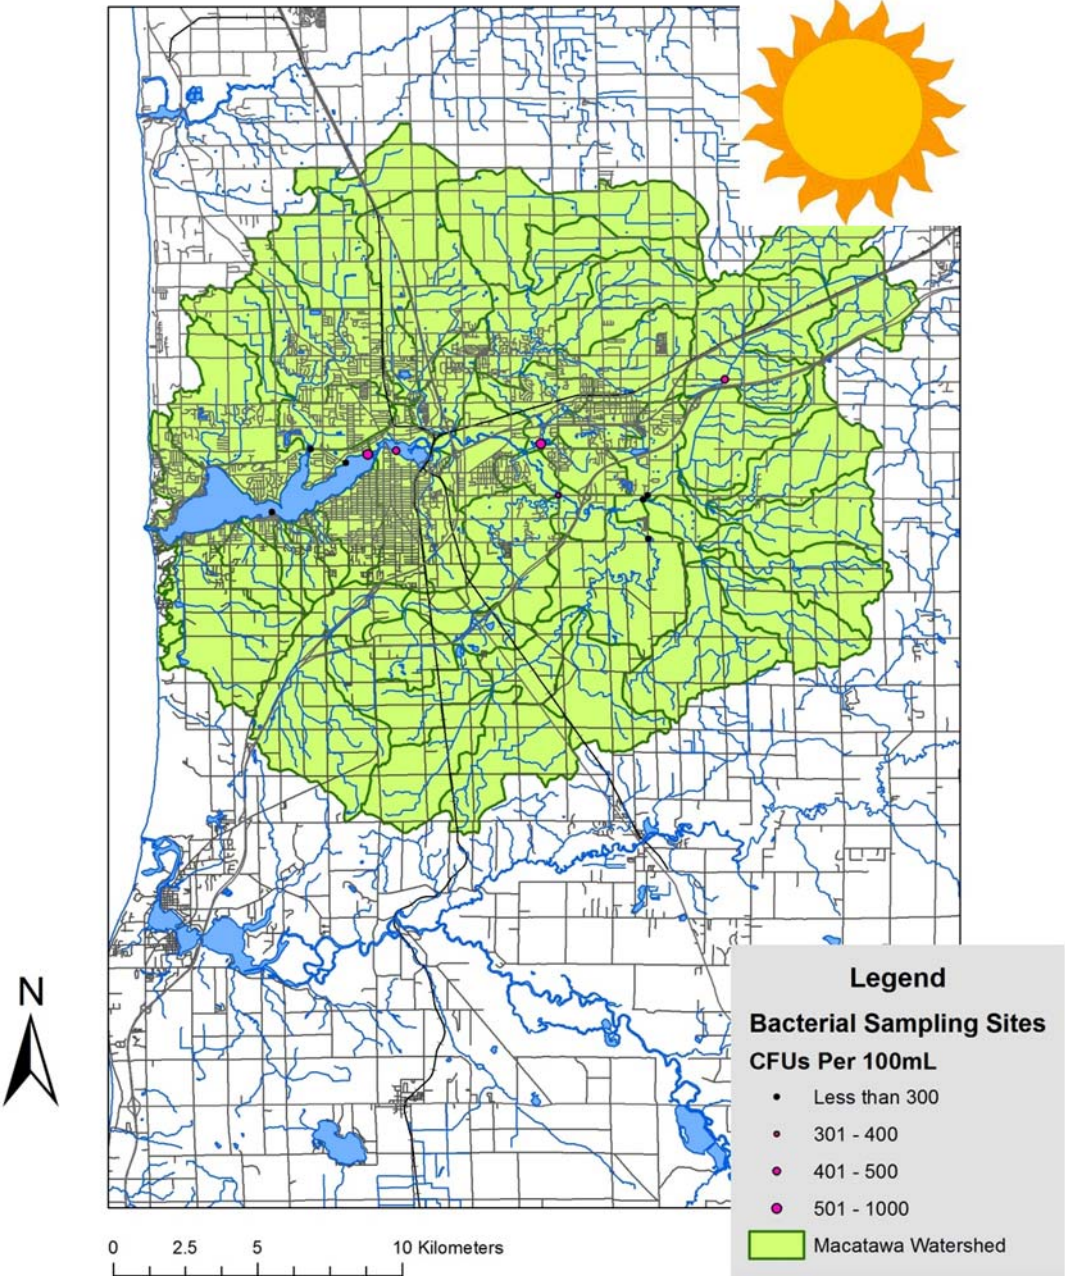 N
Legend
Bacterial Sampling Sites
CFUs Per 100mL
Less than 300
301 - 400
401 - 500
501 - 1000
Macatawa Watershed
0 2.5 5 10 Kilometers